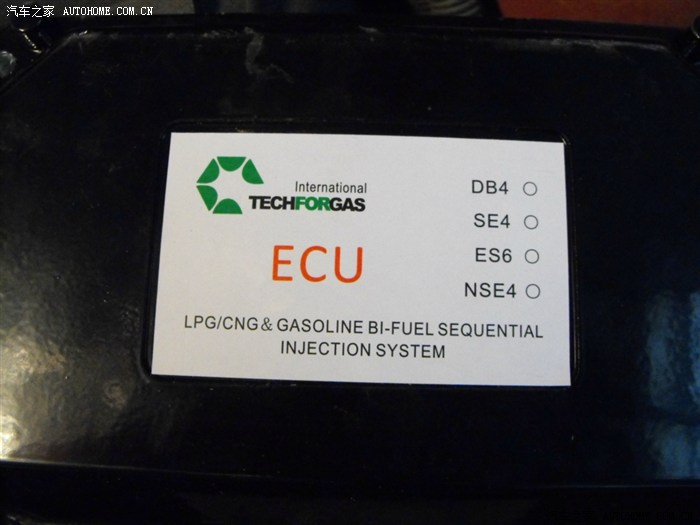 汽车之家 AUTOHOME.COM.CN
International
TECHFORGAS
ECU
DB4
SE4
ES6
NSE4
LPG/CNG & GASOLINE BI-FUEL SEQUENTIAL
INJECTION SYSTEM